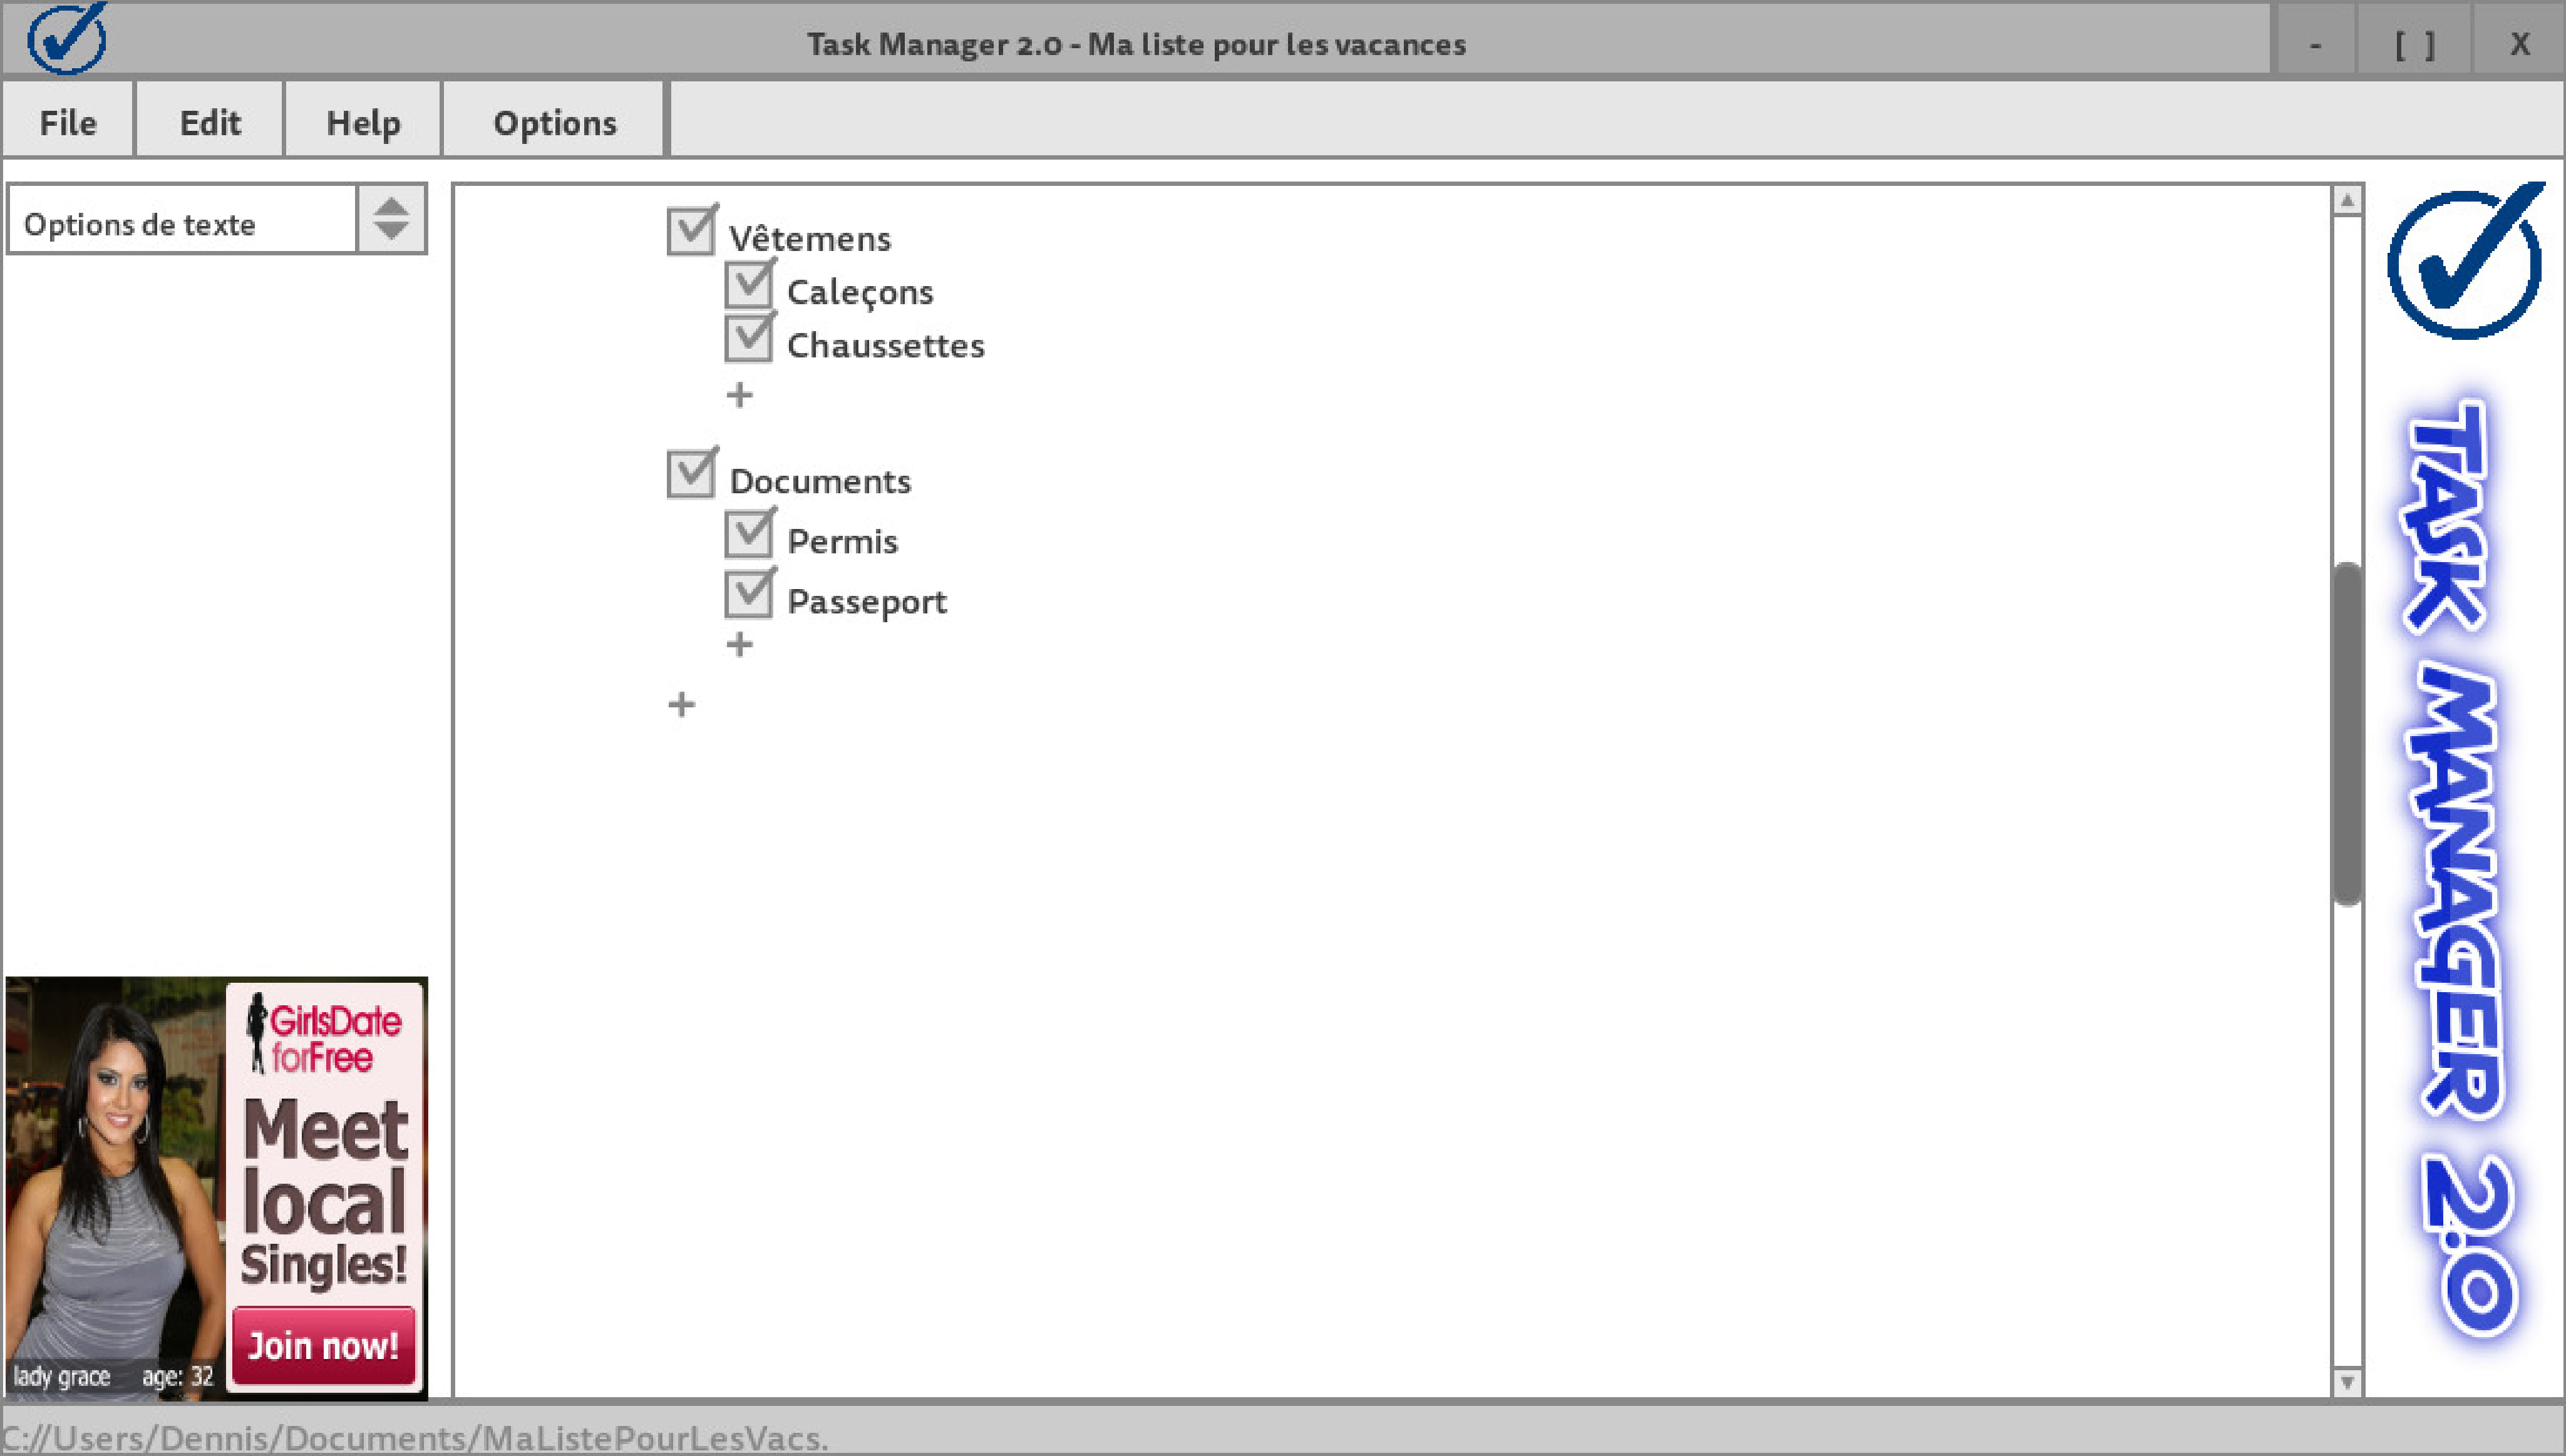 Task Manager 2.0 - Ma liste pour les vacances
- [ ] X
File Edit Help Options
Options de texte
Vêtemens
Caleçons
Chaussettes
+
Documents
Permis
Passeport
+
+
GirlsDate
forFree
Meet
local
Singles!
Join now!
lady grace age: 32
TASK MANAGER 2.0
C://Users/Dennis/Documents/MaListePourLesVacs.